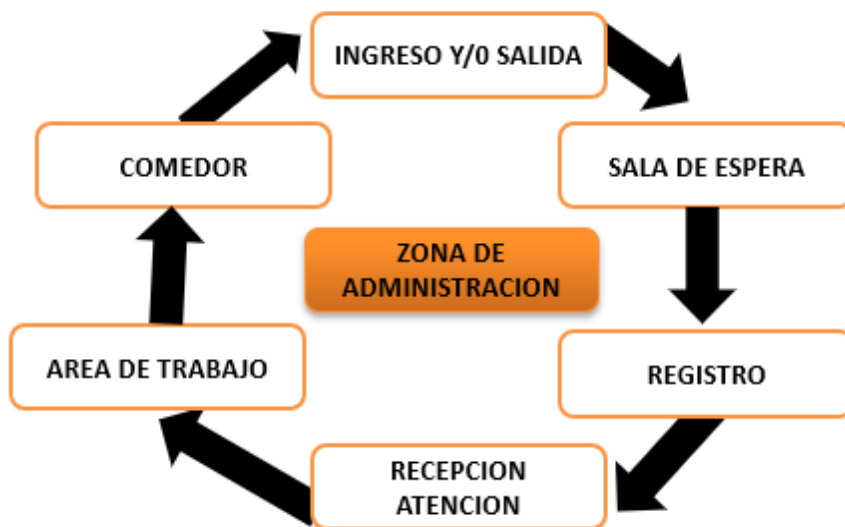 INGRESO Y/0 SALIDA
SALA DE ESPERA
REGISTRO
RECEPCION
ATENCION
AREA DE TRABAJO
COMEDOR
ZONA DE
ADMINISTRACION